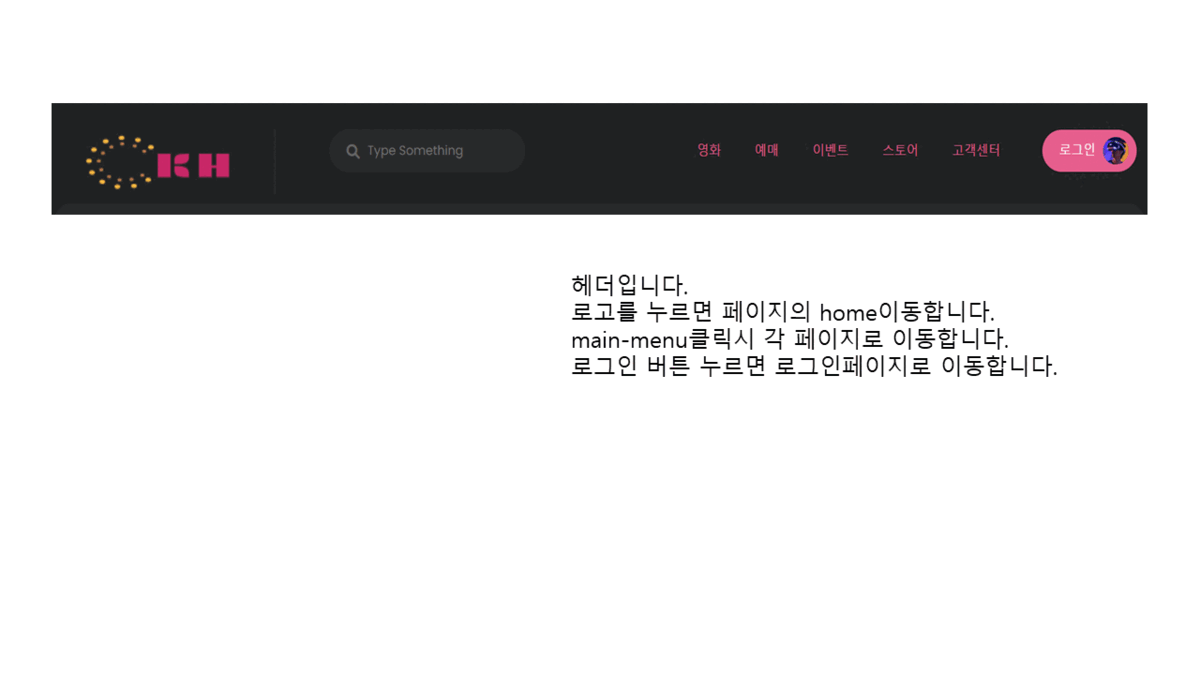 KH
Type Something
영화 예매 이벤트 스토어 고객센터 로그인
헤더입니다.
로고를 누르면 페이지의 home이동합니다.
main-menu클릭시 각 페이지로 이동합니다.
로그인 버튼 누르면 로그인페이지로 이동합니다.